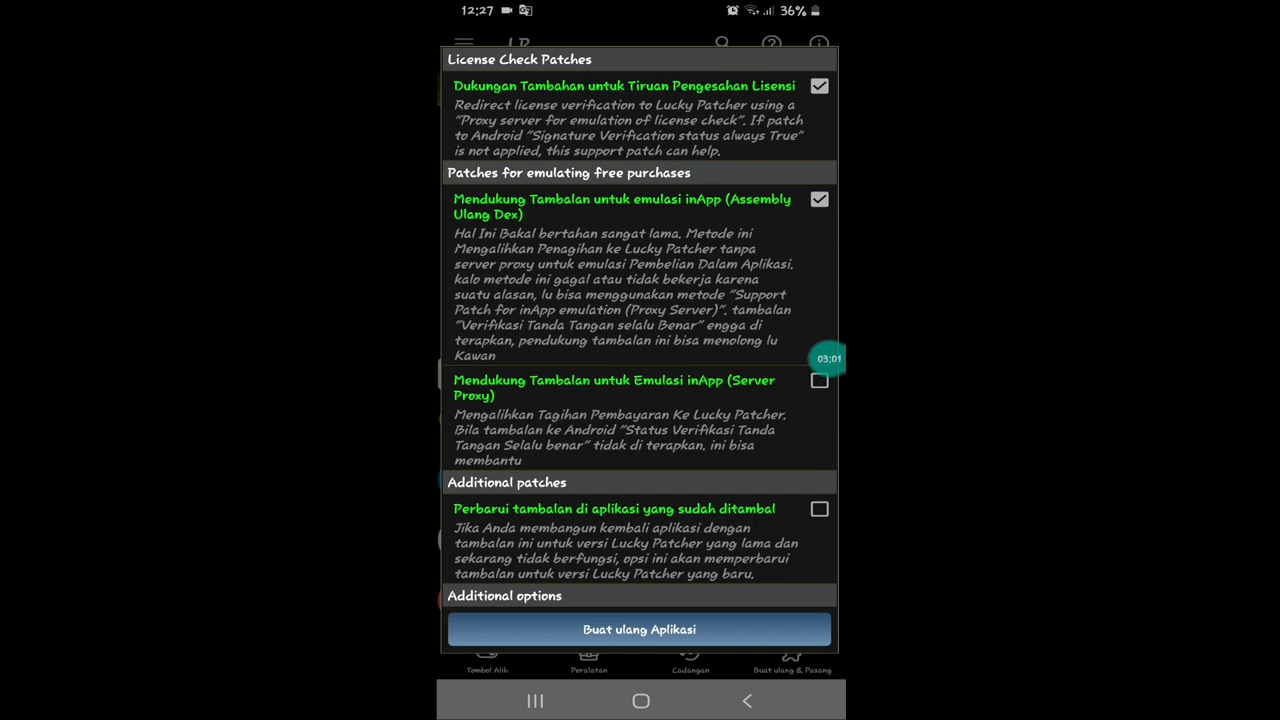 12:27
36%
LP
License Check Patches
Dukungan Tambahan untuk Tiruan Pengesahan Lisensi
Redirect license verification to Lucky Patcher using a
"Proxy server for emulation of license check". If patch
to Android "Signature Verification status always True"
is not applied, this support patch can help.
Patches for emulating free purchases
Mendukung Tambalan untuk emulasi inApp (Assembly
Ulang Dex)
Hal Ini Bakal bertahan sangat lama. Metode ini
Mengalihkan Penagihan ke Lucky Patcher tanpa
server proxy untuk emulasi Pembelian Dalam Aplikasi.
kalo metode ini gagal atau tidak bekerja karena
suatu alasan, lu bisa menggunakan metode "Support
Patch for inApp emulation (Proxy Server)". tambalan
"Verifikasi Tanda Tangan selalu Benar" engga di
terapkan, pendukung tambalan ini bisa menolong lu
Kawan
03:01
Mendukung Tambalan untuk Emulasi inApp (Server
Proxy)
Mengalihkan Tagihan Pembayaran Ke Lucky Patcher.
Bila tambalan ke Android "Status Verifikasi Tanda
Tangan Selalu benar" tidak di terapkan. ini bisa
membantu
Additional patches
Perbarui tambalan di aplikasi yang sudah ditambal
Jika Anda membangun kembali aplikasi dengan
tambalan ini untuk versi Lucky Patcher yang lama dan
sekarang tidak berfungsi, opsi ini akan memperbarui
tambalan untuk versi Lucky Patcher yang baru.
Additional options
Buat ulang Aplikasi
Tombol Alih
Peralatan
Cadangan
Buat ulang & Pasang